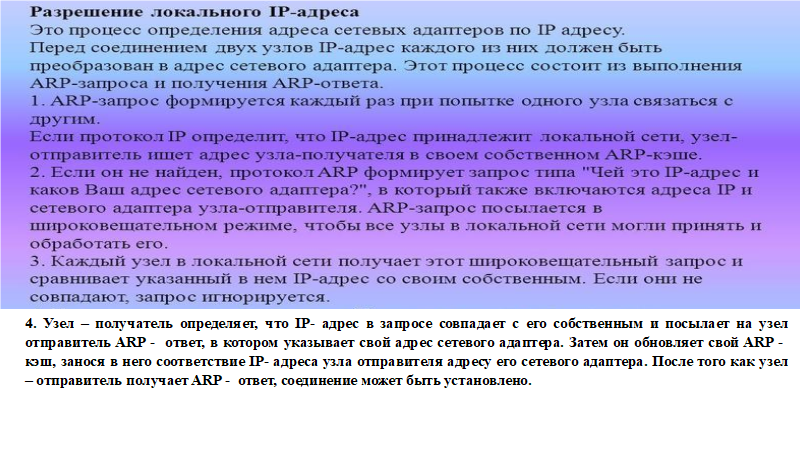 Разрешение локального IP-адреса
Это процесс определения адреса сетевых адаптеров по IP адресу.
Перед соединением двух узлов IP-адрес каждого из них должен быть
преобразован в адрес сетевого адаптера. Этот процесс состоит из выполнения
ARP-запроса и получения ARP-ответа.
1. ARP-запрос формируется каждый раз при попытке одного узла связаться с
другим.
Если протокол IP определит, что IP-адрес принадлежит локальной сети, узел-
отправитель ищет адрес узла-получателя в своем собственном ARP-кэше.
2. Если он не найден, протокол ARP формирует запрос типа "Чей это IP-адрес и
каков Ваш адрес сетевого адаптера?", в который также включаются адреса IP и
сетевого адаптера узла-отправителя. ARP-запрос посылается в
широковещательном режиме, чтобы все узлы в локальной сети могли принять и
обработать его.
3. Каждый узел в локальной сети получает этот широковещательный запрос и
сравнивает указанный в нем IP-адрес со своим собственным. Если они не
совпадают, запрос игнорируется.
4. Узел – получатель определяет, что IP- адрес в запросе совпадает с его собственным и посылает на узел
отправитель ARP - ответ, в котором указывает свой адрес сетевого адаптера. Затем он обновляет свой ARP -
кэш, занося в него соответствие IP- адреса узла отправителя адресу его сетевого адаптера. После того как узел
– отправитель получает ARP - ответ, соединение может быть установлено.